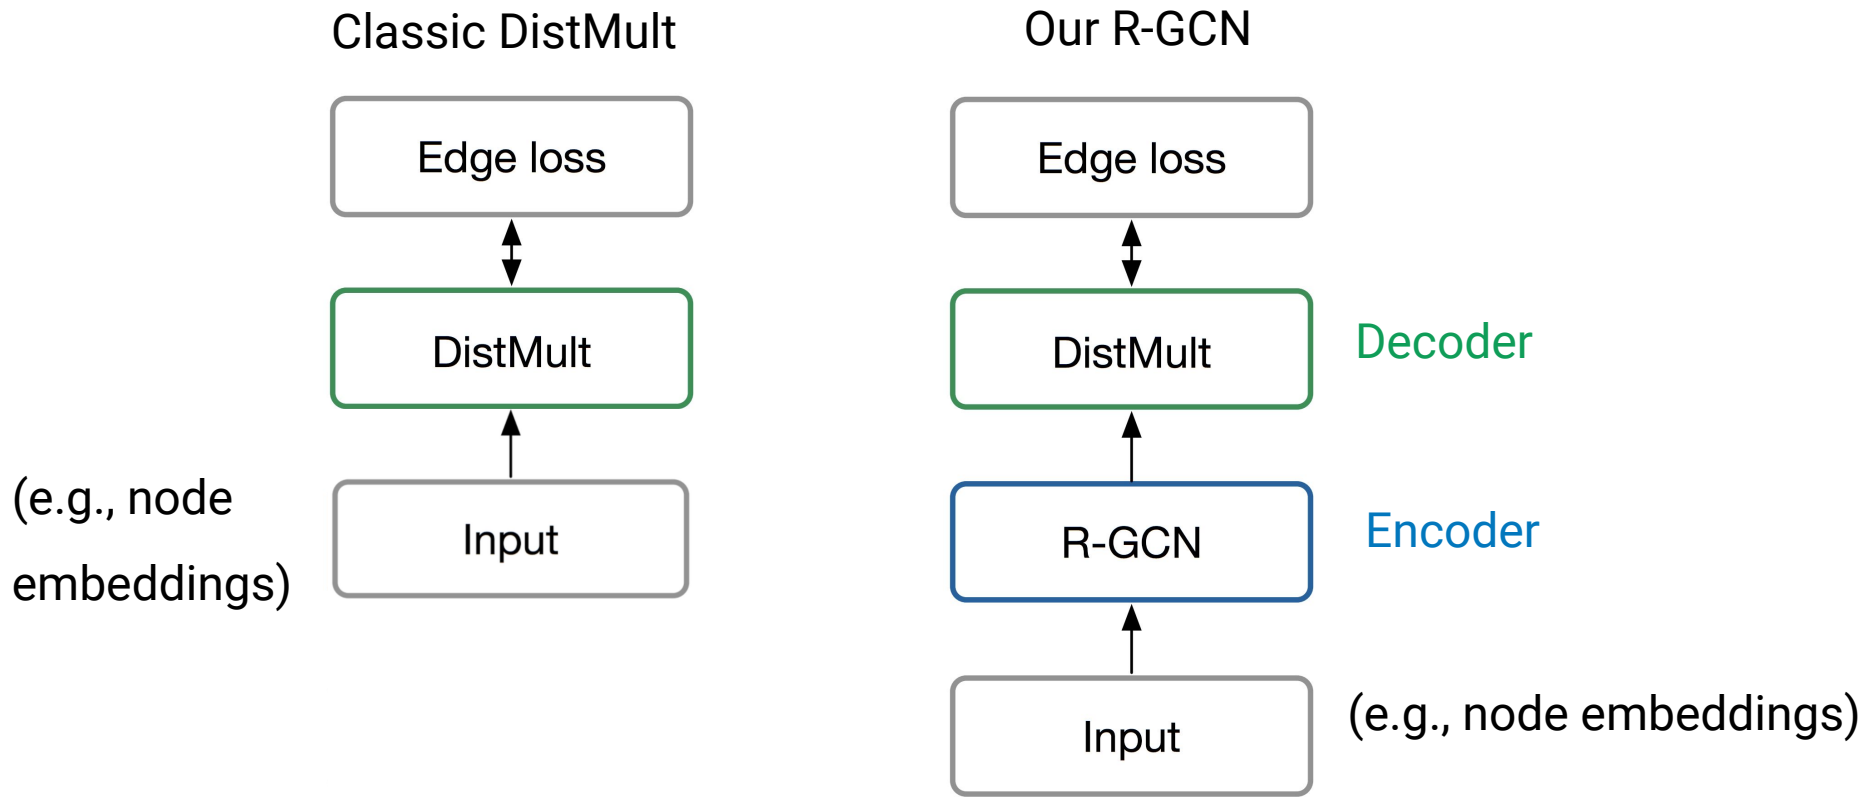 Classic DistMult
Edge loss
DistMult
(e.g., node
embeddings)
Input
Our R-GCN
Edge loss
DistMult
Decoder
R-GCN
Encoder
Input
(e.g., node embeddings)